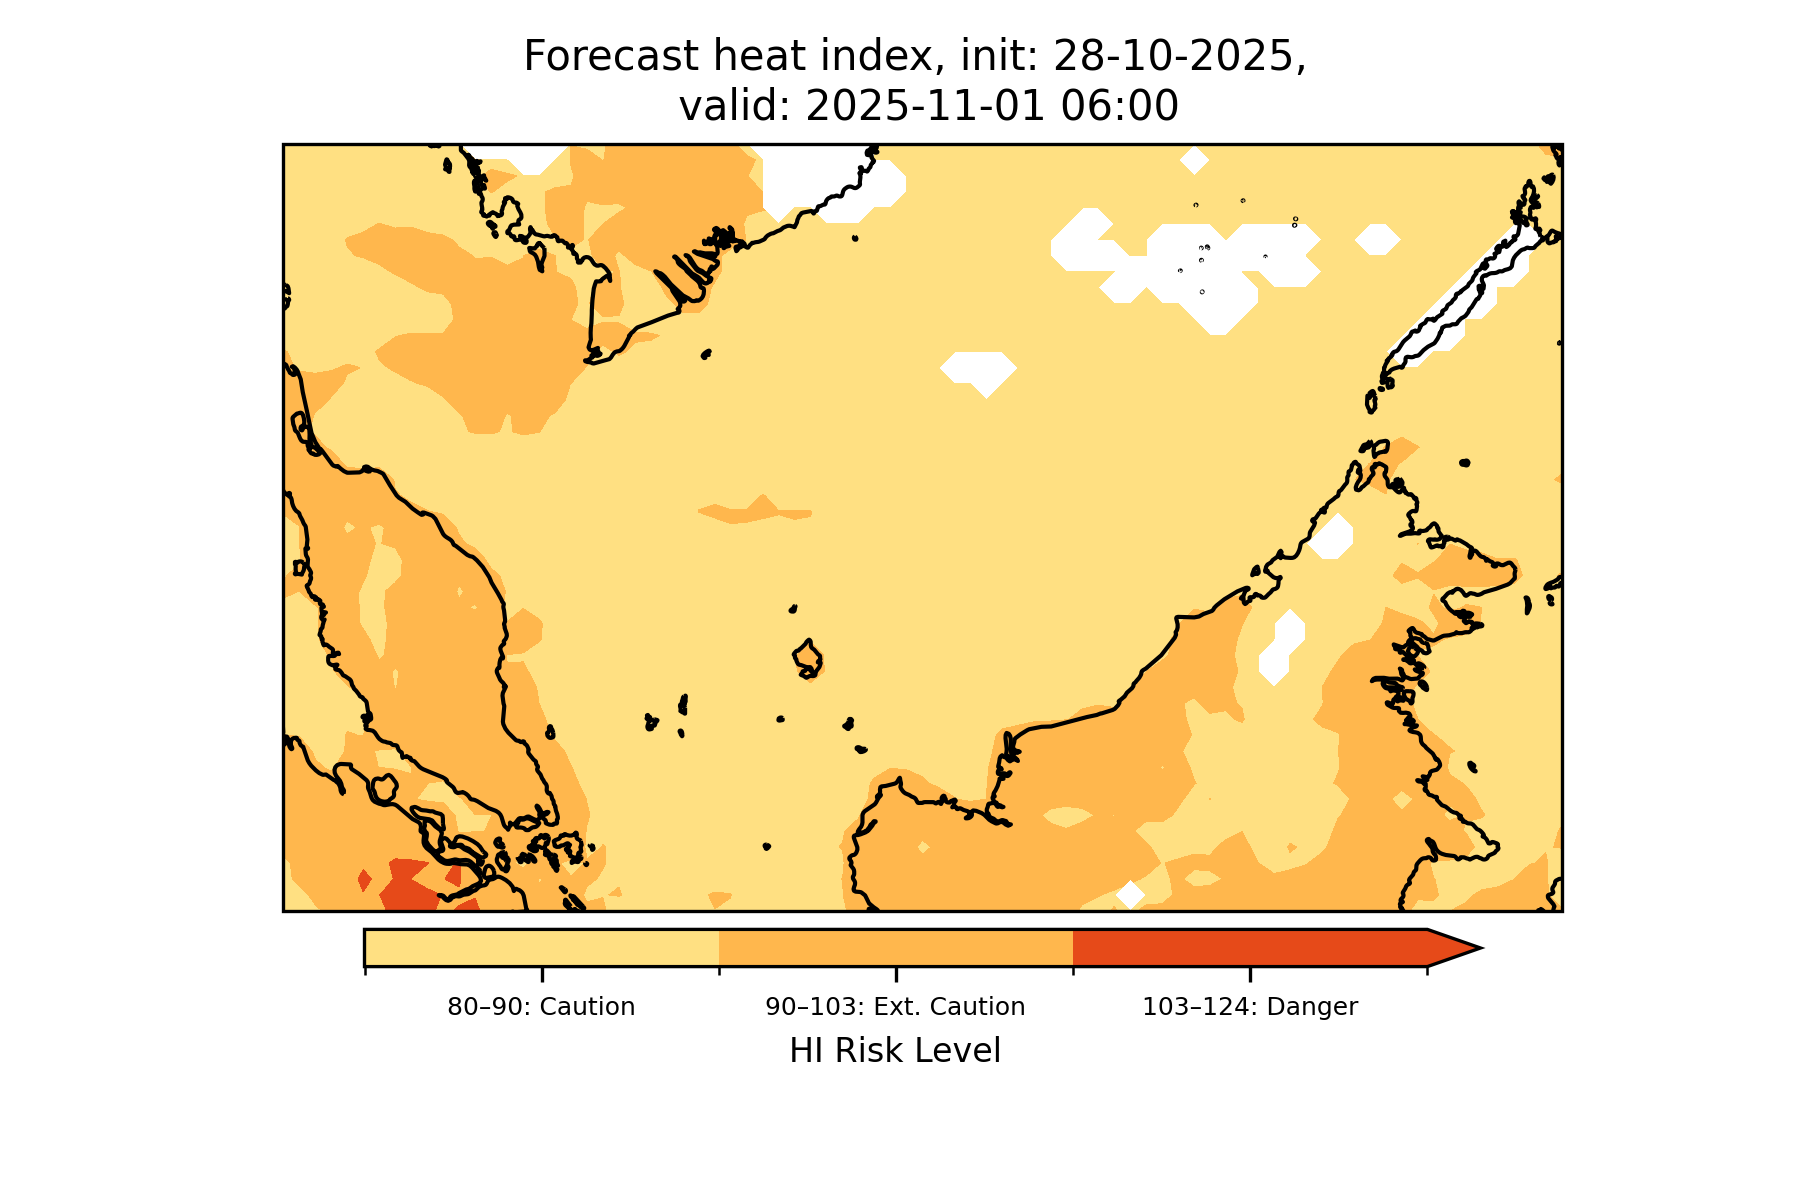 Forecast heat index, init: 28-10-2025,
valid: 2025-11-01 06:00
80–90: Caution
90–103: Ext. Caution
103–124: Danger
HI Risk Level